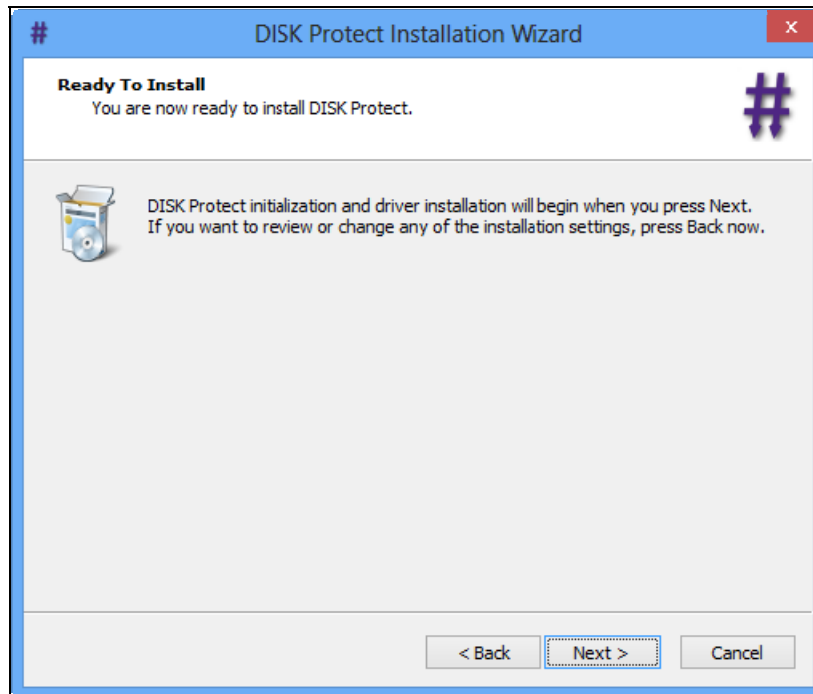 # DISK Protect Installation Wizard x
Ready To Install
You are now ready to install DISK Protect.
#
DISK Protect initialization and driver installation will begin when you press Next.
If you want to review or change any of the installation settings, press Back now.
< Back Next > Cancel